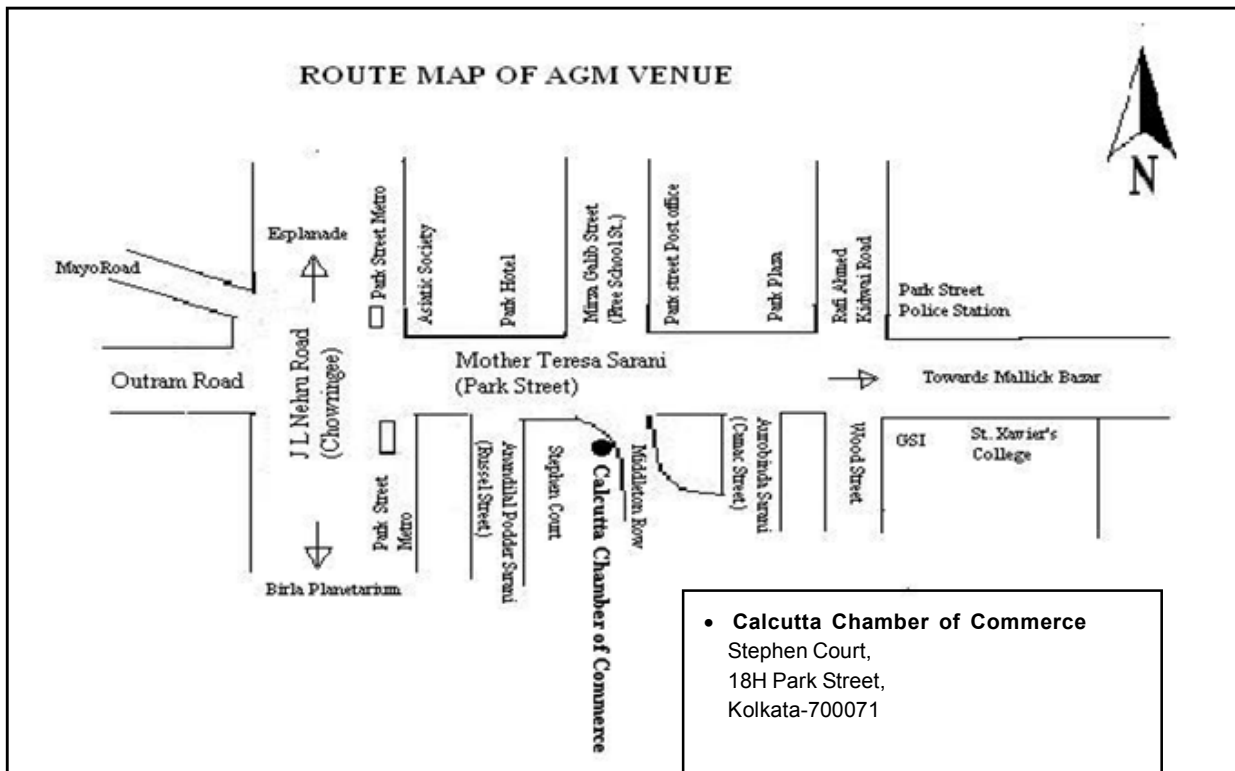 ROUTE MAP OF AGM VENUE
N
Esplanade
Mayo Road
Park Street Metro
Asiatic Society
Park Hotel
Mirza Galib Street
(Free School St.)
Park street Post office
Park Plaza
Rafi Ahmed
Kidwai Road
Park Street
Police Station
Outram Road
J L Nehru Road
(Chowringee)
Mother Teresa Sarani
(Park Street)
Towards Mallick Bazar
Park Street
Metro
Anandilal Podder Sarani
(Russel Street)
Stephen Court
Calcutta Chamber of Commerce
Middleton Row
Aurobinda Sarani
(Camac Street)
Wood Street
GSI
St. Xavier's
College
Birla Planetarium
• Calcutta Chamber of Commerce
Stephen Court,
18H Park Street,
Kolkata-700071